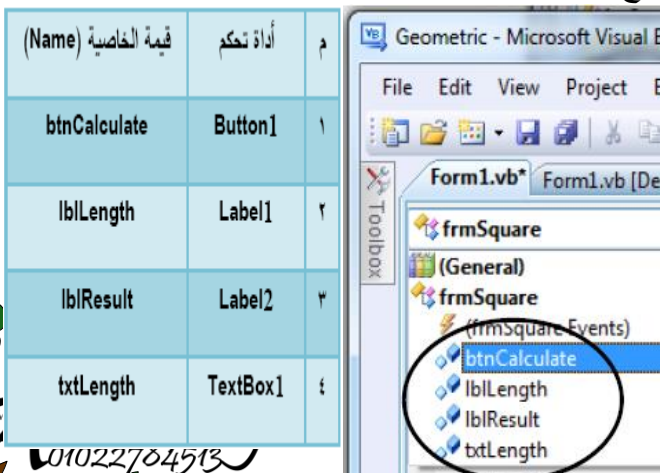 م أداة تحكم قيمة الخاصية (Name)
١ Button1 btnCalculate
٢ Label1 lblLength
٣ Label2 lblResult
٤ TextBox1 txtLength
01022784513
Geometric - Microsoft Visual
File Edit View Project
Form1.vb* Form1.vb [De
Toolbox
frmSquare
(General)
frmSquare
(frmSquare Events)
btnCalculate
lblLength
lblResult
txtLength